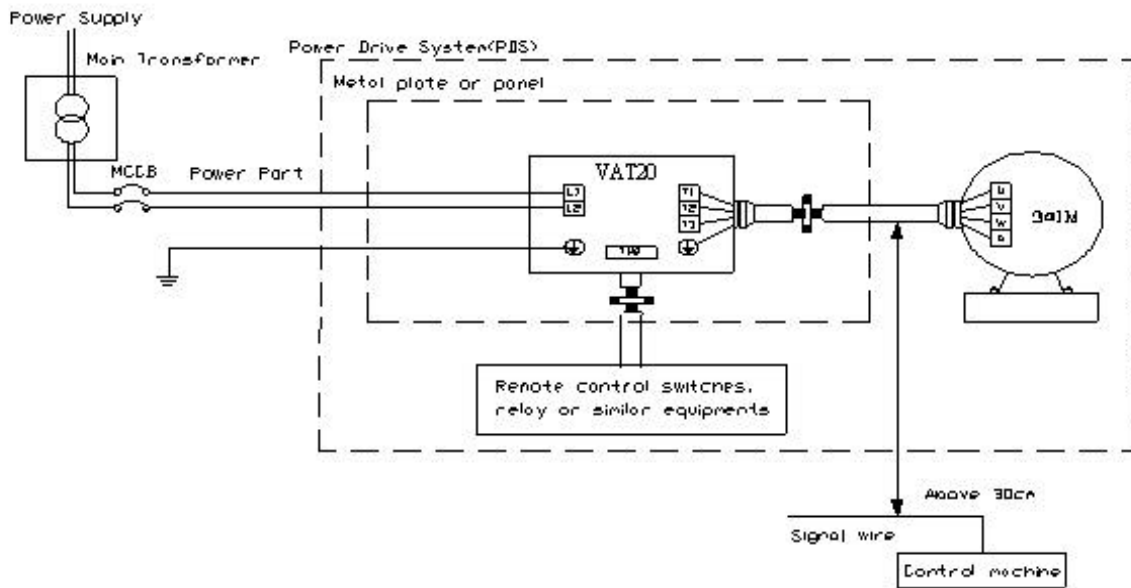 Power Supply
Main Transformer
Power Drive System(PDS)
Metal plate or panel
MCCB
Power Part
VAT20
L1
L2
T1
T2
T3
U
V
W
G
Remote control switches,
relay or similor equipments
Above 30cm
Signal wire
Control machine